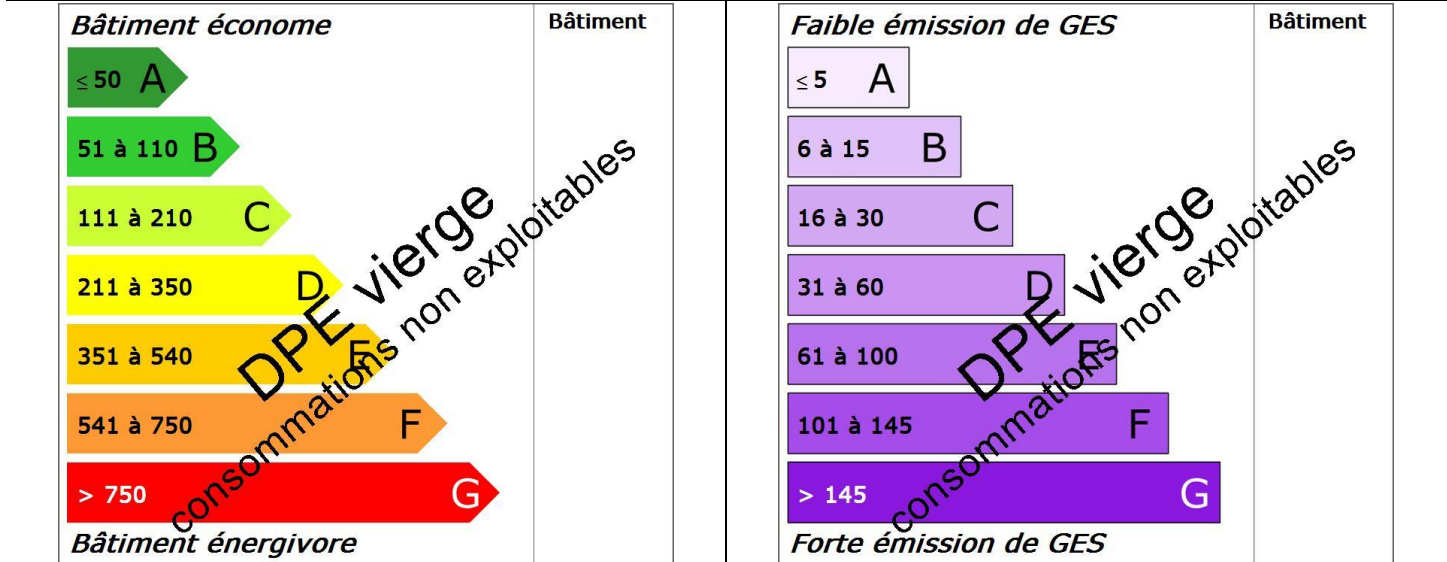 Bâtiment économe
Bâtiment
≤ 50 A
51 à 110 B
111 à 210 C
211 à 350 D
351 à 540 E
541 à 750 F
> 750 G
Bâtiment énergivore
DPE vierge
consommations non exploitables
Faible émission de GES
Bâtiment
≤ 5 A
6 à 15 B
16 à 30 C
31 à 60 D
61 à 100 E
101 à 145 F
> 145 G
Forte émission de GES
DPE vierge
consommations non exploitables